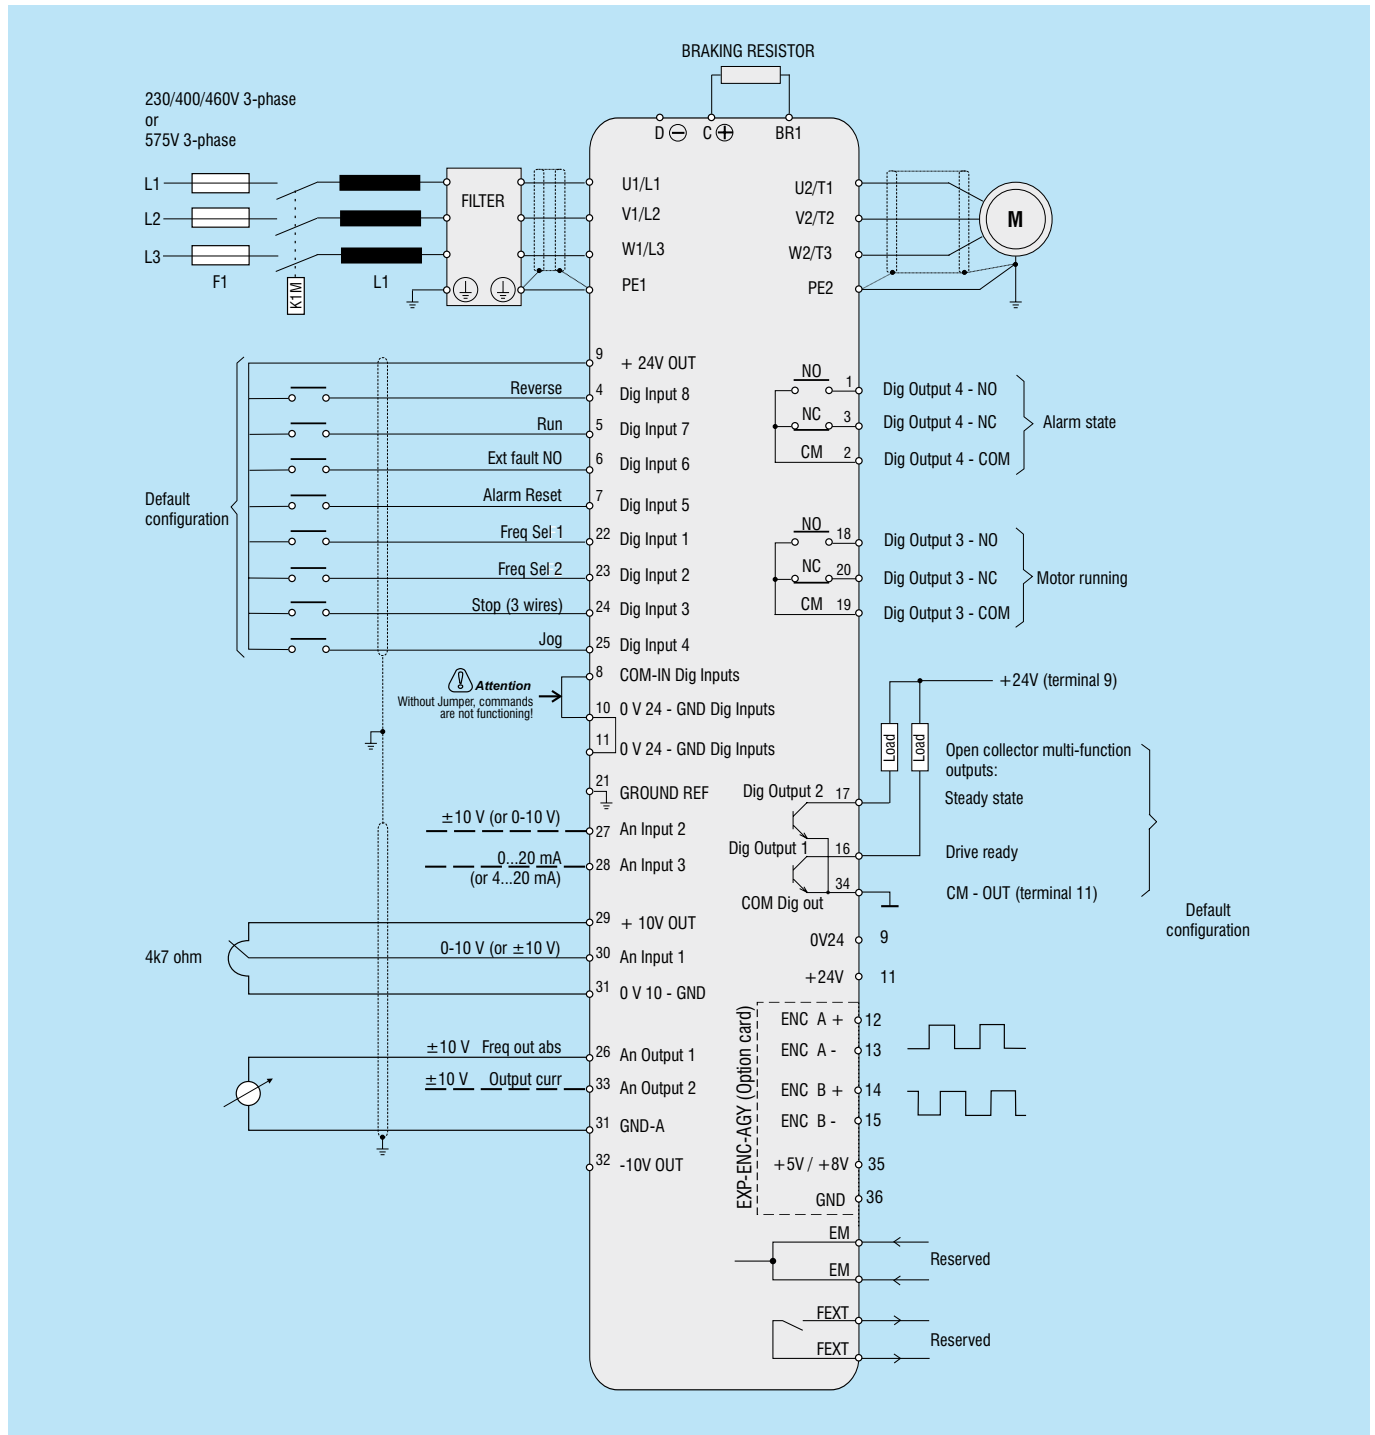 BRAKING RESISTOR
230/400/460V 3-phase
or
575V 3-phase
D
C
BR1
L1
L2
L3
F1
K1M
L1
FILTER
U1/L1
V1/L2
W1/L3
PE1
U2/T1
V2/T2
W2/T3
PE2
M
Default
configuration
9 + 24V OUT
Reverse 4 Dig Input 8
Run 5 Dig Input 7
Ext fault NO 6 Dig Input 6
Alarm Reset 7 Dig Input 5
Freq Sel 1 22 Dig Input 1
Freq Sel 2 23 Dig Input 2
Stop (3 wires) 24 Dig Input 3
Jog 25 Dig Input 4
Attention
Without Jumper, commands
are not functioning!
8 COM-IN Dig Inputs
10 0 V 24 - GND Dig Inputs
11 0 V 24 - GND Dig Inputs
21 GROUND REF
±10 V (or 0-10 V) 27 An Input 2
0...20 mA
(or 4...20 mA)
28 An Input 3
4k7 ohm
29 + 10V OUT
0-10 V (or ±10 V) 30 An Input 1
31 0 V 10 - GND
±10 V Freq out abs 26 An Output 1
±10 V Output curr 33 An Output 2
31 GND-A
32 -10V OUT
NO 1 Dig Output 4 - NO
NC 3 Dig Output 4 - NC
CM 2 Dig Output 4 - COM
Alarm state
NO 18 Dig Output 3 - NO
NC 20 Dig Output 3 - NC
CM 19 Dig Output 3 - COM
Motor running
+24V (terminal 9)
Load
Load
Open collector multi-function
outputs:
Dig Output 2 17 Steady state
Dig Output 1 16 Drive ready
COM Dig out 34 CM - OUT (terminal 11)
Default
configuration
0V24 9
+24V 11
EXP-ENC-AGY (Option card)
ENC A + 12
ENC A - 13
ENC B + 14
ENC B - 15
+5V / +8V 35
GND 36
EM
EM
Reserved
FEXT
FEXT
Reserved